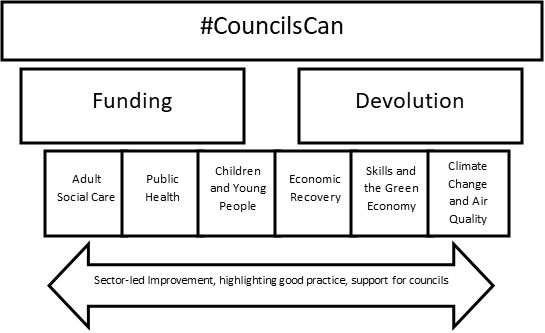 #CouncilsCan
Funding
Devolution
Adult
Social Care
Public
Health
Children
and Young
People
Economic
Recovery
Skills and
the Green
Economy
Climate
Change
and Air
Quality
Sector-led Improvement, highlighting good practice, support for councils